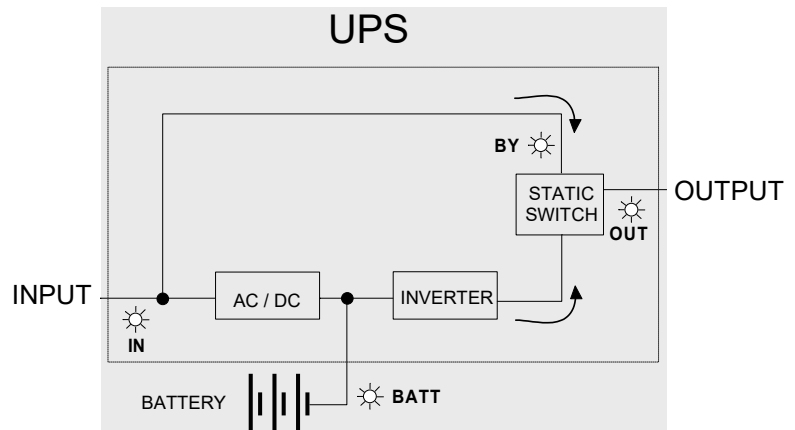 UPS
BY
STATIC
SWITCH
OUTPUT
OUT
INPUT
AC / DC
INVERTER
IN
BATTERY
BATT